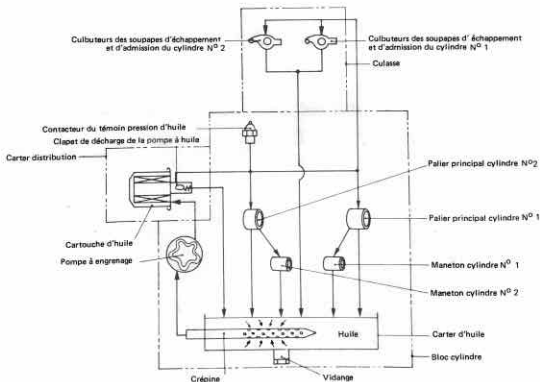 Culbuteurs des soupapes d'échappement
et d'admission du cylindre N° 2
Culbuteurs des soupapes d'échappement
et d'admission du cylindre N° 1
Culasse
Contacteur du témoin pression d'huile
Clapet de décharge de la pompe à huile
Carter distribution
Palier principal cylindre N°2
Palier principal cylindre N° 1
Cartouche d'huile
Pompe à engrenage
Maneton cylindre N° 1
Maneton cylindre N° 2
Huile
Carter d'huile
Bloc cylindre
Crépine
Vidange